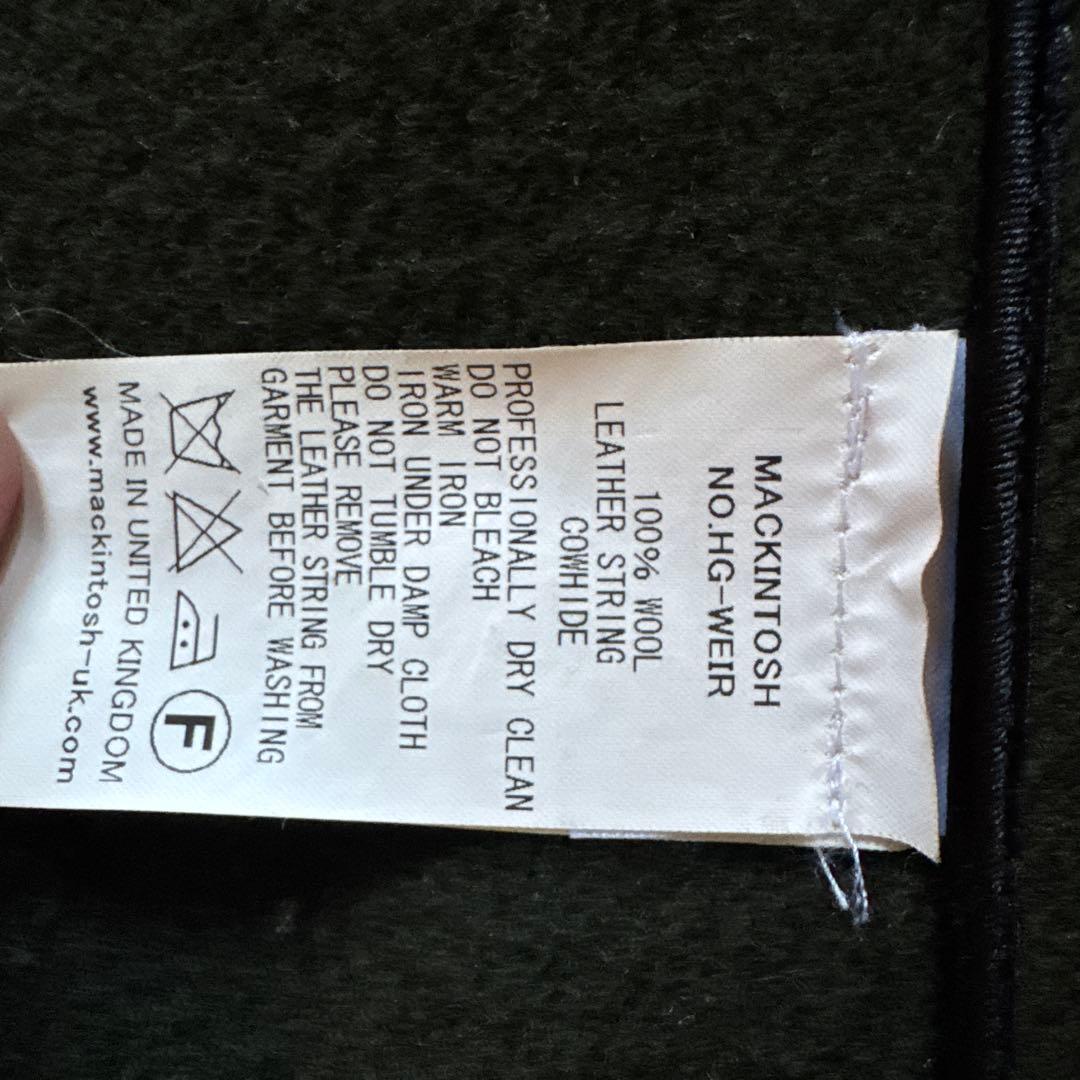 MACKINTOSH
NO.HG-WEIR
100% WOOL
LEATHER STRING
COWHIDE
PROFESSIONALLY DRY CLEAN
DO NOT BLEACH
WARM IRON
IRON UNDER DAMP CLOTH
DO NOT TUMBLE DRY
PLEASE REMOVE
THE LEATHER STRING FROM
GARMENT BEFORE WASHING
F
MADE IN UNITED KINGDOM
www.mackintosh-uk.com